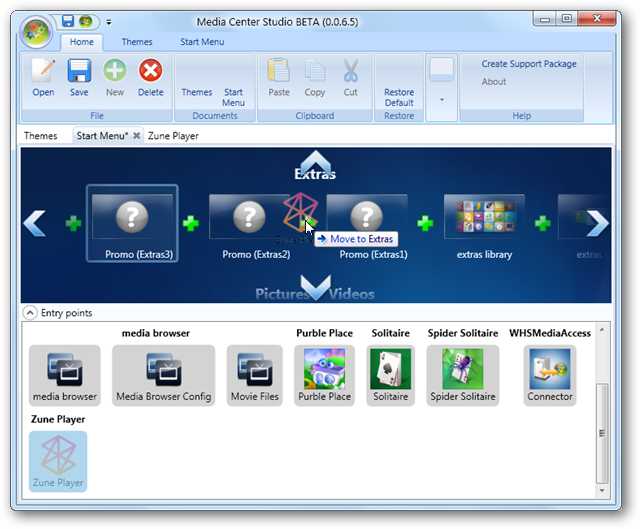 Media Center Studio BETA (0.0.6.5)
Home Themes Start Menu
Open Save New Delete Themes Start Menu Paste Copy Cut Restore Default Create Support Package
About
File Documents Clipboard Restore Help
Themes Start Menu* Zune Player
Extras
Move to Extras
Promo (Extras3) Promo (Extras2) Promo (Extras1) extras library extras
Pictures Videos
Entry points
media browser Purble Place Solitaire Spider Solitaire WHSMediaAccess
media browser Media Browser Config Movie Files Purble Place Solitaire Spider Solitaire Connector
Zune Player
Zune Player